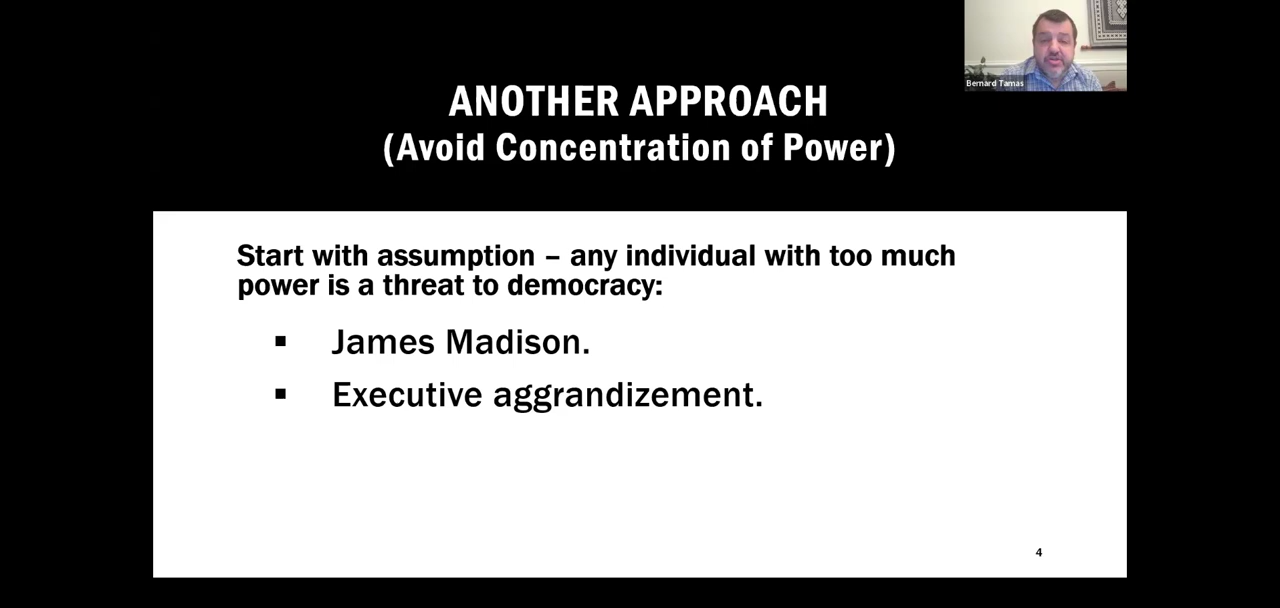 Bernard Tamas
ANOTHER APPROACH
(Avoid Concentration of Power)
Start with assumption – any individual with too much
power is a threat to democracy:
▪ James Madison.
▪ Executive aggrandizement.
4